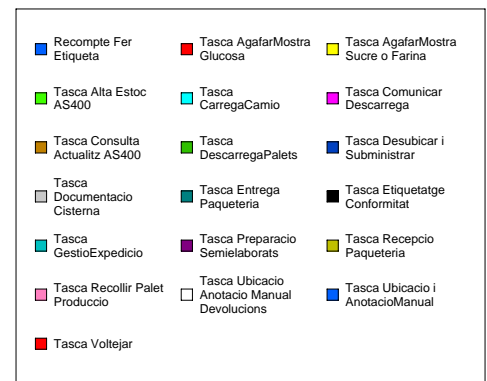 Recompte Fer
Etiqueta
Tasca AgafarMostra
Glucosa
Tasca AgafarMostra
Sucre o Farina
Tasca Alta Estoc
AS400
Tasca
CarregaCamio
Tasca Comunicar
Descarrega
Tasca Consulta
Actualitz AS400
Tasca
DescarregaPalets
Tasca Desubicar i
Subministrar
Tasca
Documentacio
Cisterna
Tasca Entrega
Paqueteria
Tasca Etiquetatge
Conformitat
Tasca
GestioExpedicio
Tasca Preparacio
Semielaborats
Tasca Recepcio
Paqueteria
Tasca Recollir Palet
Produccio
Tasca Ubicacio
Anotacio Manual
Devolucions
Tasca Ubicacio i
AnotacioManual
Tasca Voltejar